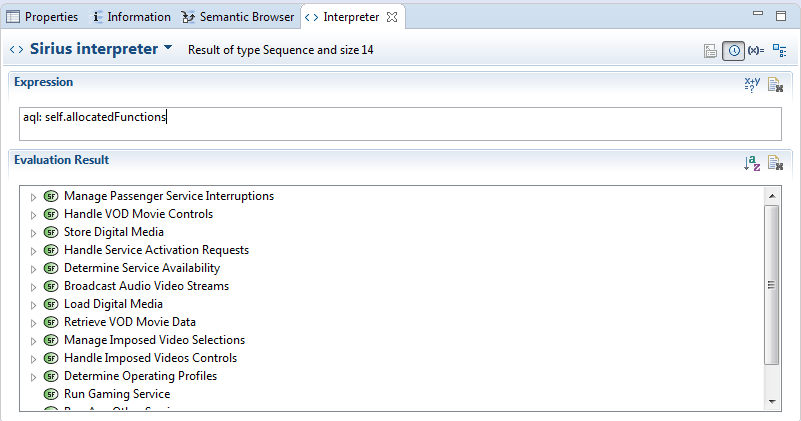 Properties Information Semantic Browser Interpreter
Sirius interpreter Result of type Sequence and size 14
(x)=
Expression
x+y
=?
aql: self.allocatedFunctions
Evaluation Result
a
z
SF Manage Passenger Service Interruptions
SF Handle VOD Movie Controls
SF Store Digital Media
SF Handle Service Activation Requests
SF Determine Service Availability
SF Broadcast Audio Video Streams
SF Load Digital Media
SF Retrieve VOD Movie Data
SF Manage Imposed Video Selections
SF Handle Imposed Videos Controls
SF Determine Operating Profiles
SF Run Gaming Service